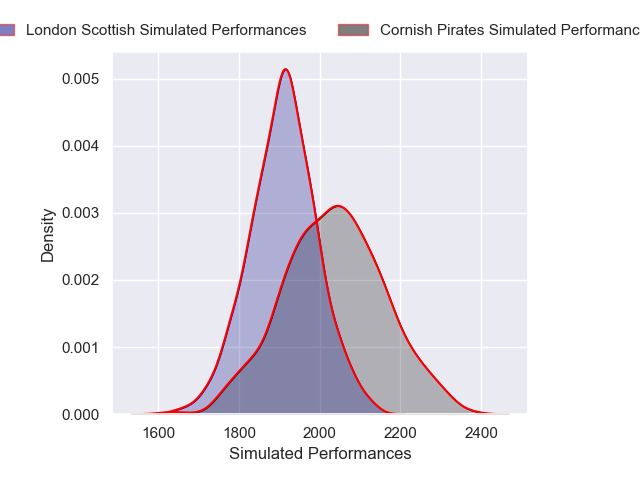 London Scottish Simulated Performances Cornish Pirates Simulated Performanc
0.005
0.004
0.003
0.002
0.001
0.000
Density
1600 1800 2000 2200 2400
Simulated Performances